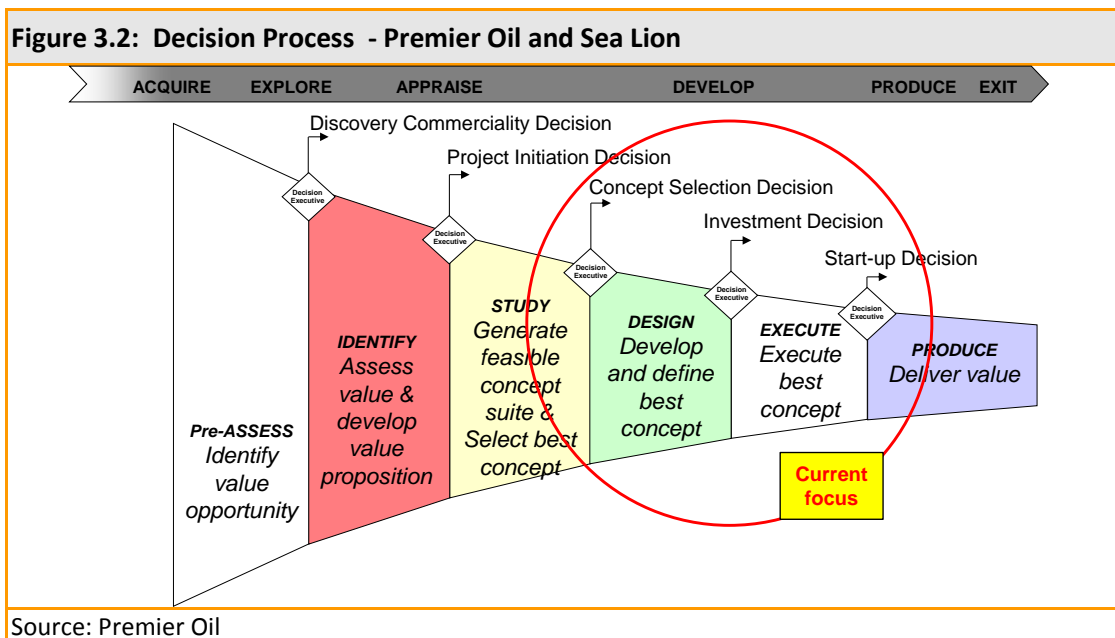 Figure 3.2:  Decision Process  - Premier Oil and Sea Lion
ACQUIRE EXPLORE APPRAISE DEVELOP PRODUCE EXIT
Discovery Commerciality Decision
Project Initiation Decision
Concept Selection Decision
Investment Decision
Start-up Decision
Decision
Executive
Decision
Executive
Decision
Executive
Decision
Executive
Decision
Executive
Pre-ASSESS
Identify
value
opportunity
IDENTIFY
Assess
value &
develop
value
proposition
STUDY
Generate
feasible
concept
suite &
Select best
concept
DESIGN
Develop
and define
best
concept
EXECUTE
Execute
best
concept
PRODUCE
Deliver value
Current
focus
Source: Premier Oil